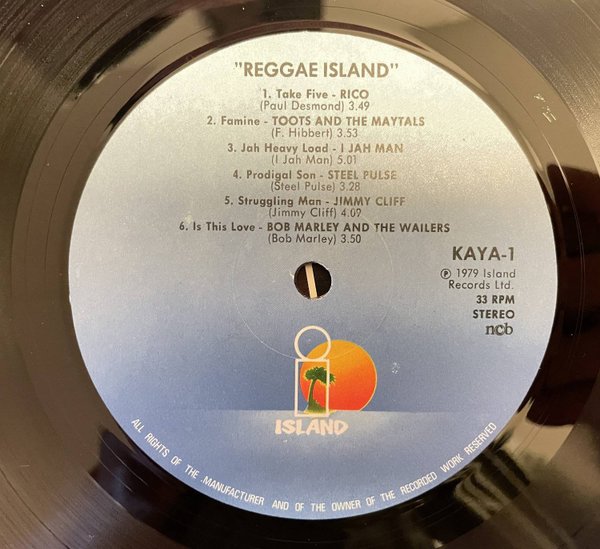 "REGGAE ISLAND"
1. Take Five - RICO
(Paul Desmond) 3.49
2. Famine - TOOTS AND THE MAYTALS
(F. Hibbert) 3.53
3. Jah Heavy Load - I JAH MAN
(I Jah Man) 5.01
4. Prodigal Son - STEEL PULSE
(Steel Pulse) 3.28
5. Struggling Man - JIMMY CLIFF
(Jimmy Cliff) 4.09
6. Is This Love - BOB MARLEY AND THE WAILERS
(Bob Marley) 3.50
KAYA-1
℗ 1979 Island
Records Ltd.
33 RPM
STEREO
ncb
i
ISLAND
ALL RIGHTS OF THE MANUFACTURER AND OF THE OWNER OF THE RECORDED WORK RESERVED